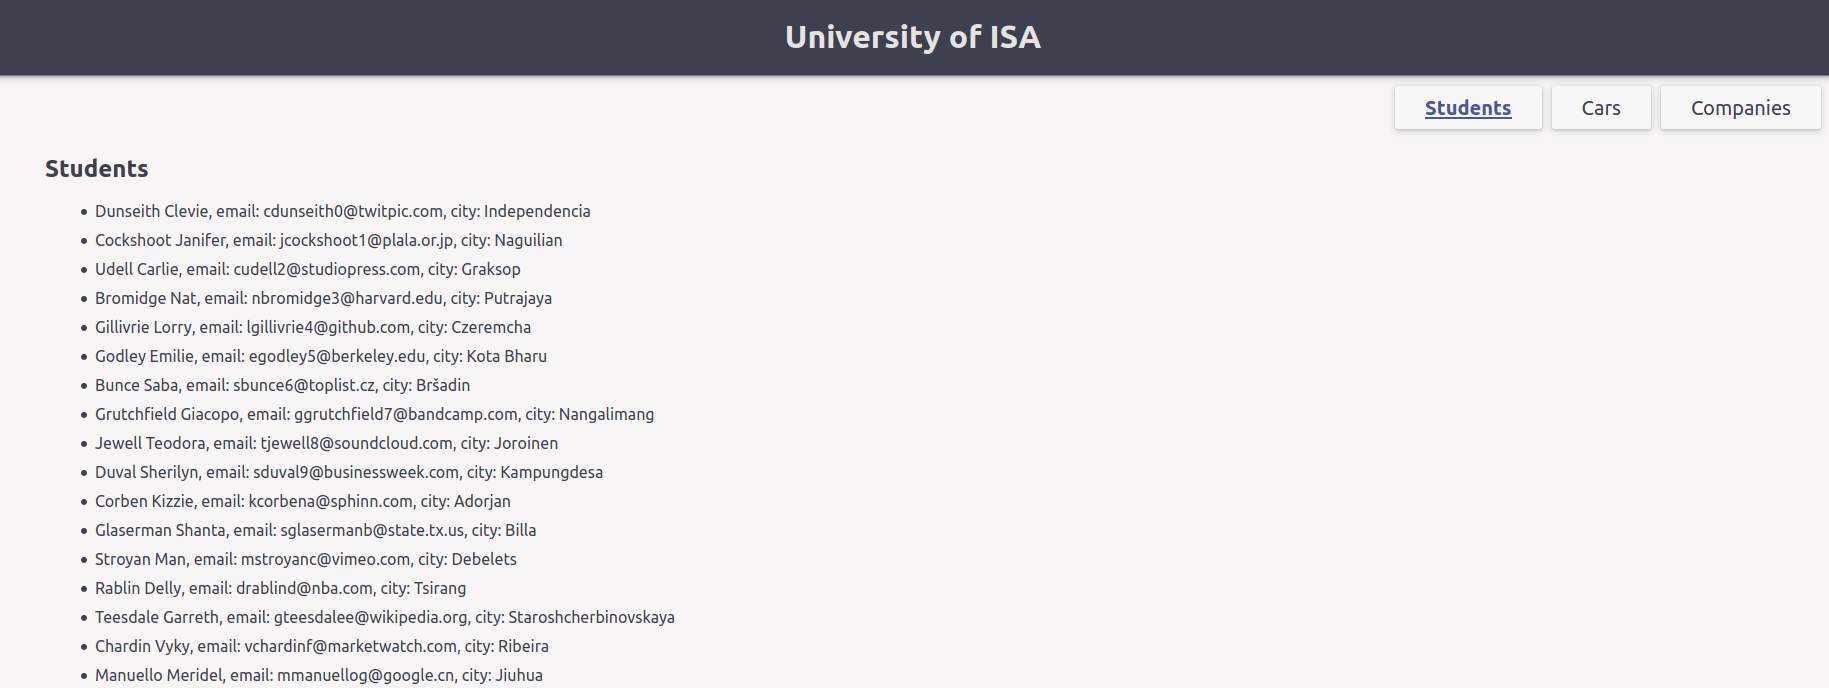 University of ISA
Students Cars Companies
Students
Dunseith Clevie, email: cdunseith0@twitpic.com, city: Independencia
Cockshoot Janifer, email: jcockshoot1@plala.or.jp, city: Naguilian
Udell Carlie, email: cudell2@studiopress.com, city: Graksop
Bromidge Nat, email: nbromidge3@harvard.edu, city: Putrajaya
Gillivrie Lorry, email: lgillivrie4@github.com, city: Czeremcha
Godley Emilie, email: egodley5@berkeley.edu, city: Kota Bharu
Bunce Saba, email: sbunce6@toplist.cz, city: Bršadin
Grutchfield Giacopo, email: ggrutchfield7@bandcamp.com, city: Nangalimang
Jewell Teodora, email: tjewell8@soundcloud.com, city: Joroinen
Duval Sherilyn, email: sduval9@businessweek.com, city: Kampungdesa
Corben Kizzie, email: kcorbena@sphinn.com, city: Adorjan
Glaserman Shanta, email: sglasermanb@state.tx.us, city: Billa
Stroyan Man, email: mstroyanc@vimeo.com, city: Debelets
Rablin Delly, email: drablind@nba.com, city: Tsirang
Teesdale Garreth, email: gteesdalee@wikipedia.org, city: Staroshcherbinovskaya
Chardin Vyky, email: vchardinf@marketwatch.com, city: Ribeira
Manuello Meridel, email: mmanuellog@google.cn, city: Jiuhua